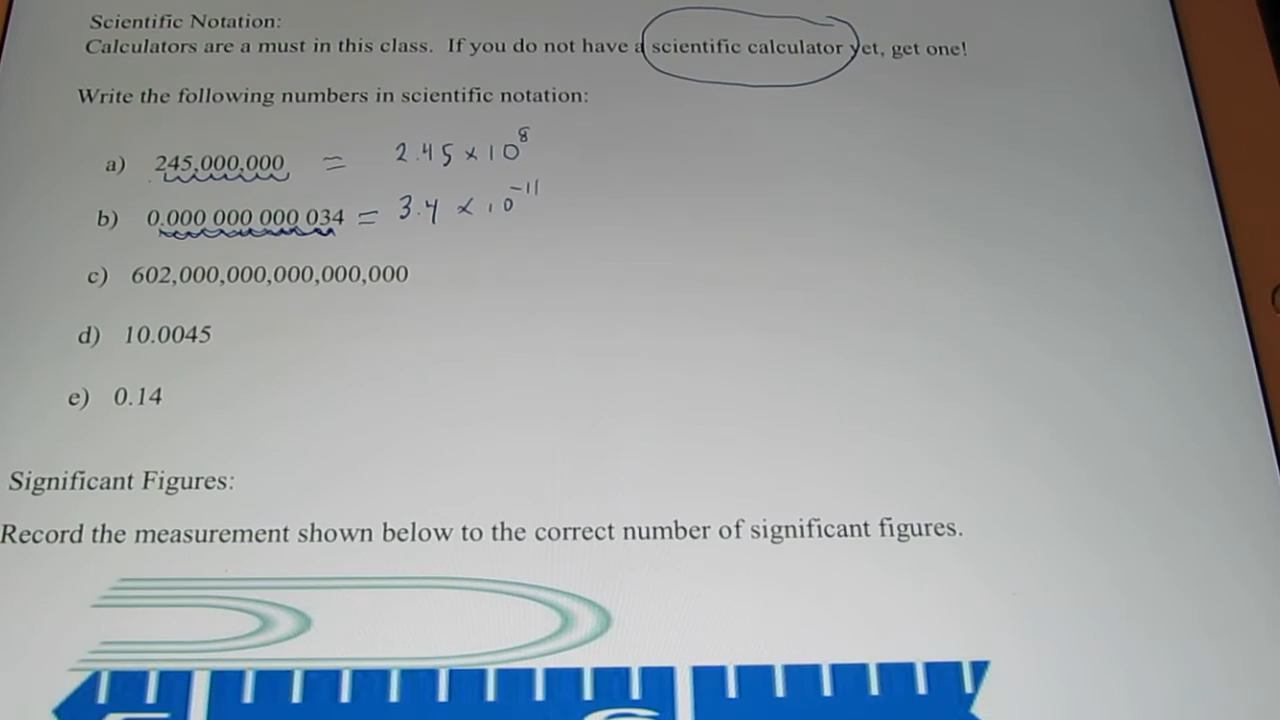 Scientific Notation:
Calculators are a must in this class. If you do not have a scientific calculator yet, get one!
Write the following numbers in scientific notation:
a) 245,000,000 = 2.45 × 10⁸
b) 0.000 000 000 034 = 3.4 × 10⁻¹¹
c) 602,000,000,000,000,000
d) 10.0045
e) 0.14
Significant Figures:
Record the measurement shown below to the correct number of significant figures.